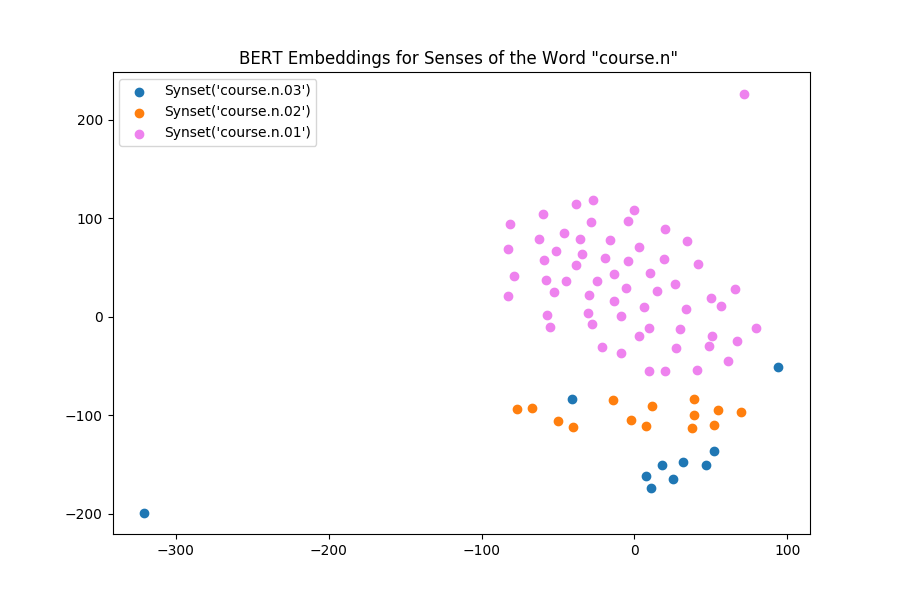 BERT Embeddings for Senses of the Word "course.n"
Synset('course.n.03')
Synset('course.n.02')
Synset('course.n.01')
200
100
0
−100
−200
−300
−200
−100
0
100